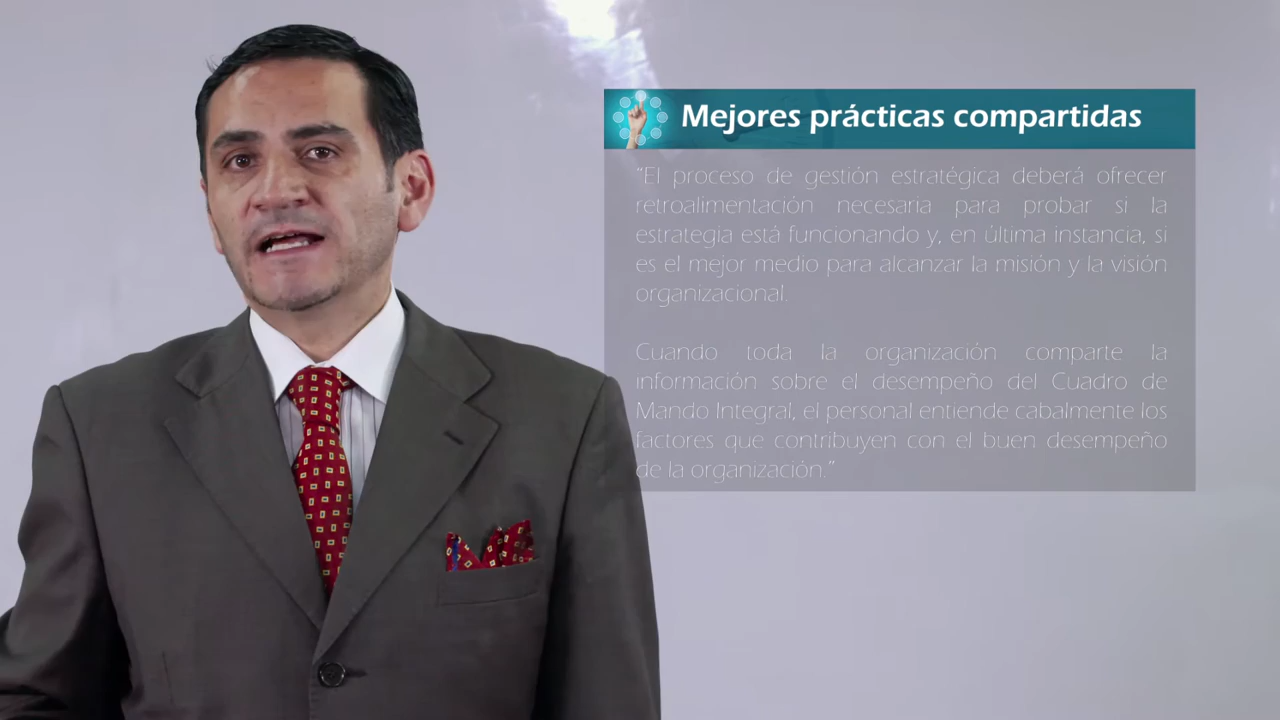 Mejores prácticas compartidas
“El proceso de gestión estratégica deberá ofrecer
retroalimentación necesaria para probar si la
estrategia está funcionando y, en última instancia, si
es el mejor medio para alcanzar la misión y la visión
organizacional.
Cuando toda la organización comparte la
información sobre el desempeño del Cuadro de
Mando Integral, el personal entiende cabalmente los
factores que contribuyen con el buen desempeño
de la organización.”